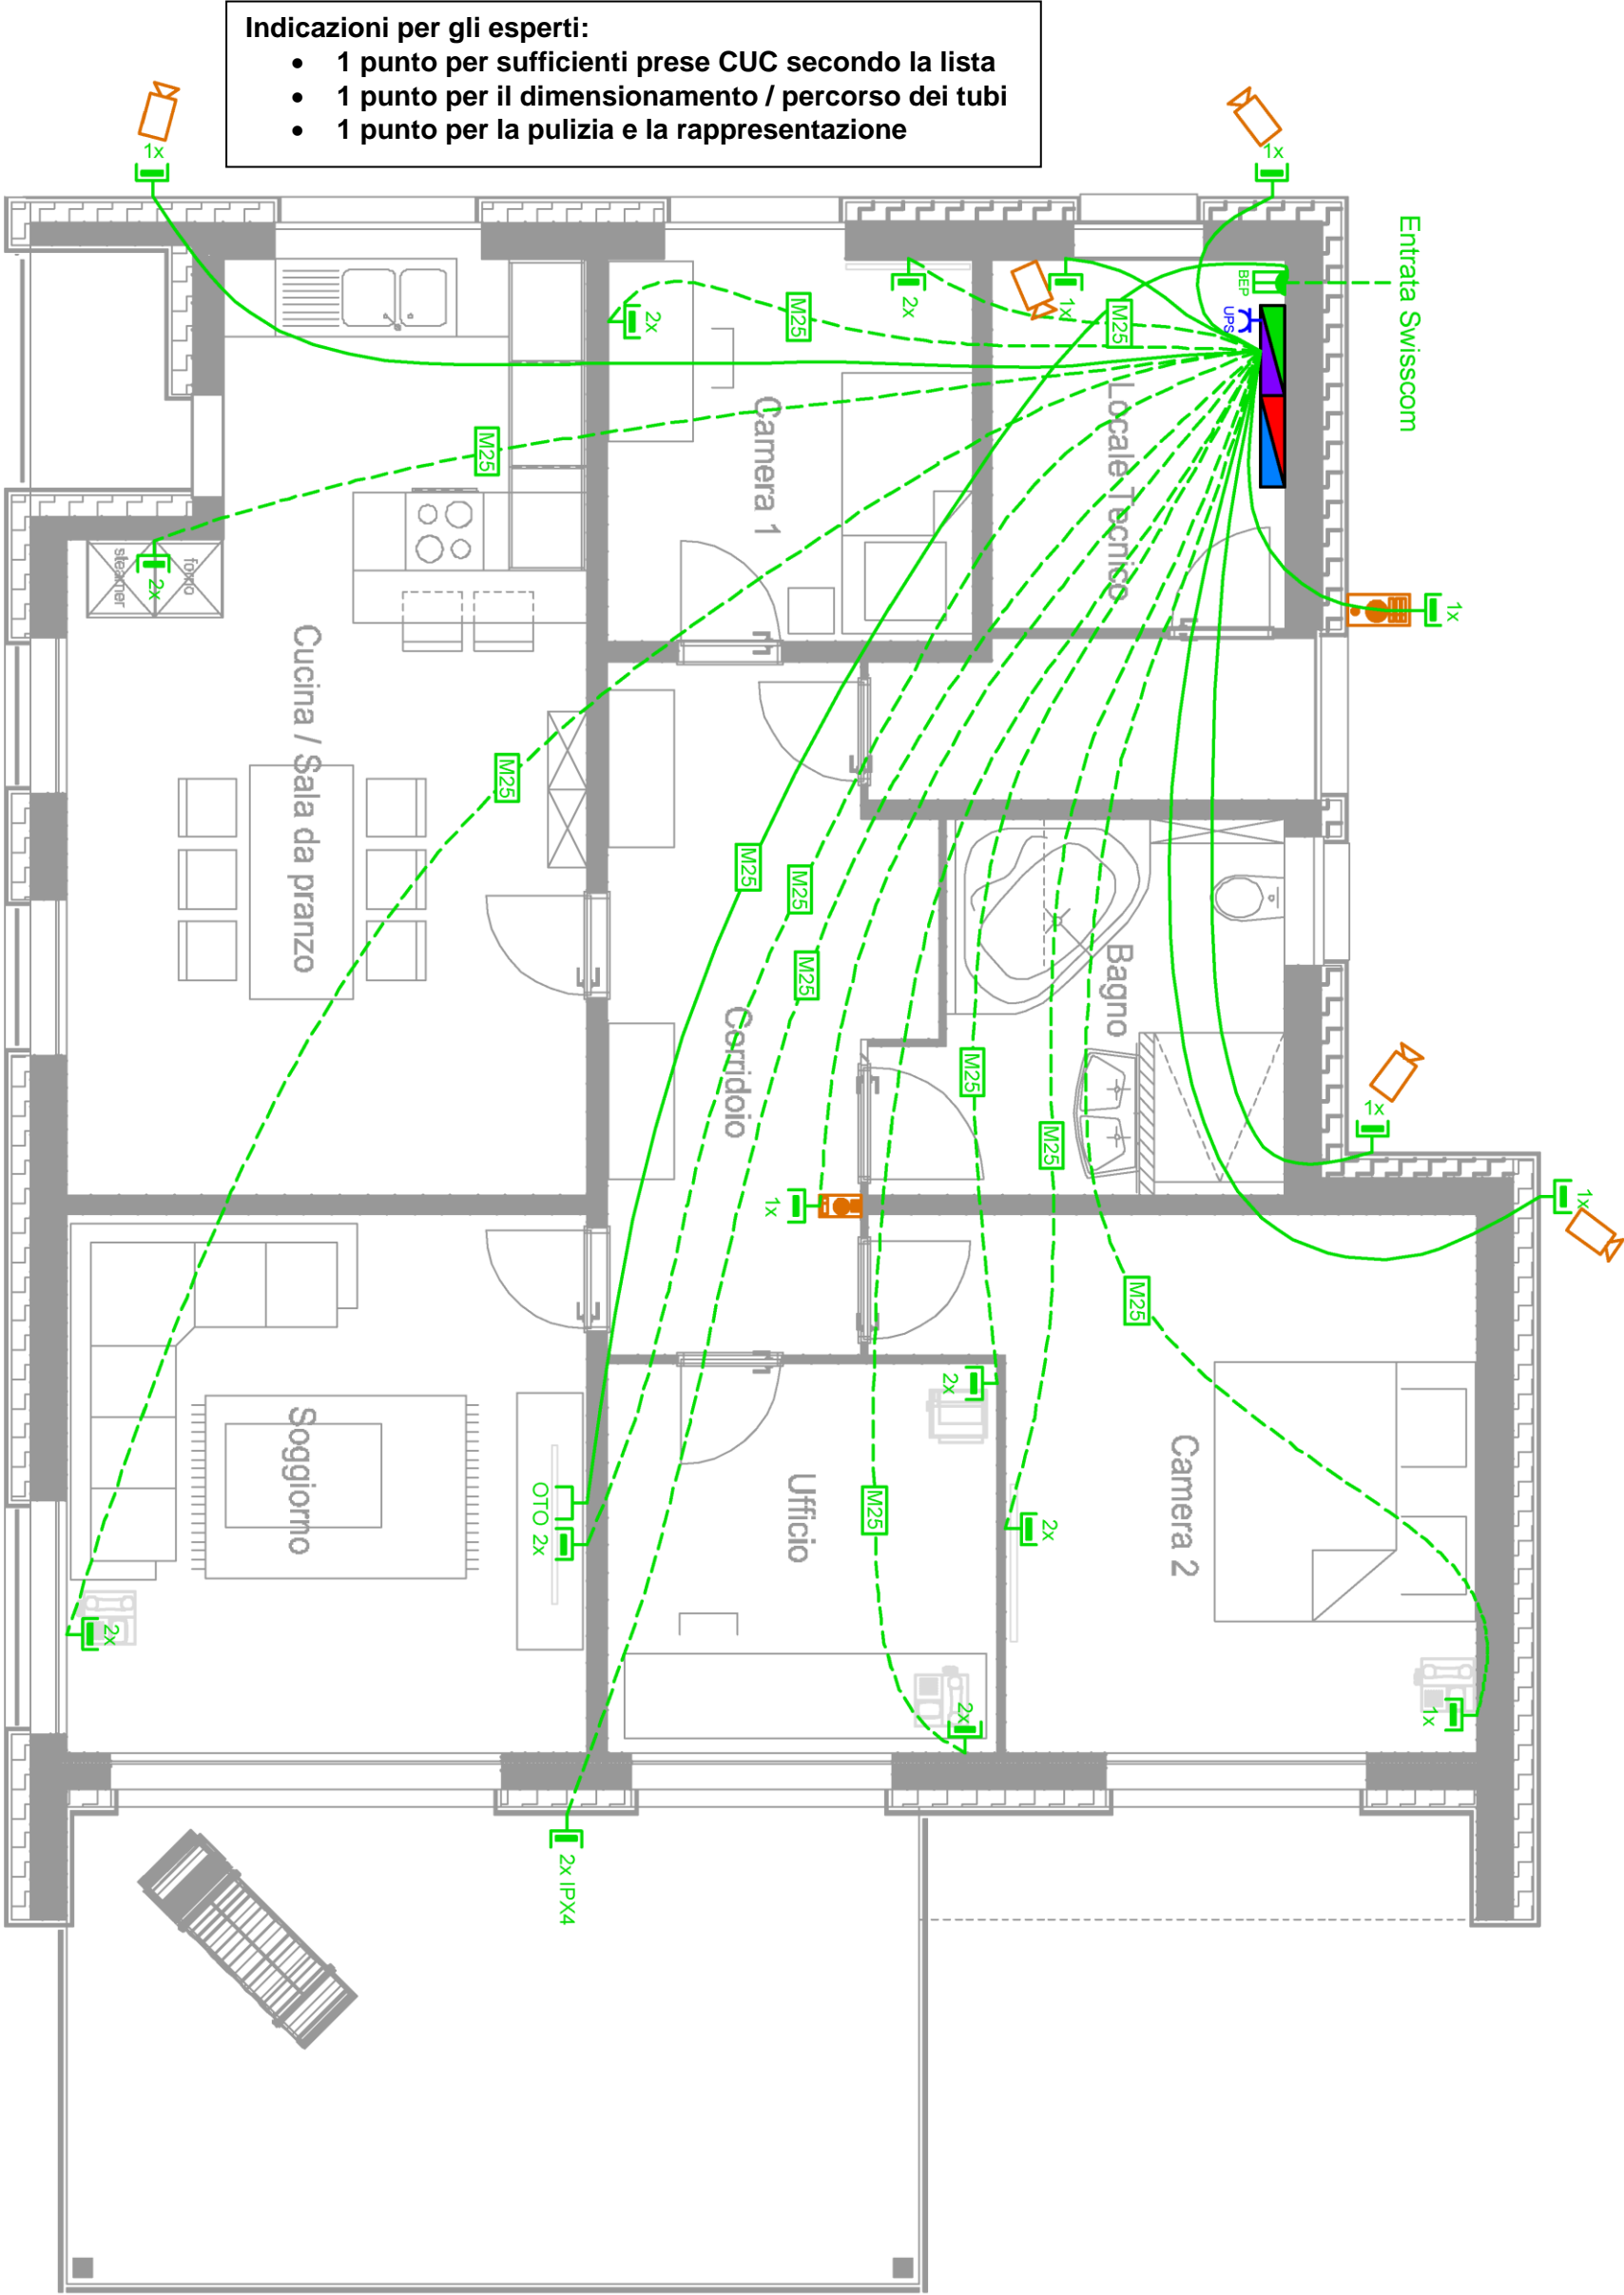 Indicazioni per gli esperti:
• 1 punto per sufficienti prese CUC secondo la lista
• 1 punto per il dimensionamento / percorso dei tubi
• 1 punto per la pulizia e la rappresentazione
1x
1x
Entrata Swisscom
BEP
UPS
1x
2x
M25
M25
2x
Locale Tecnico
Camera 1
M25
2x
forno
steamer
1x
Cucina / Sala da pranzo
M25
M25
M25
M25
Bagno
Corridoio
M25
M25
1x
1x
1x
M25
2x
Soggiorno
OTO 2x
Ufficio
M25
2x
Camera 2
2x
2x
1x
2x IPX4